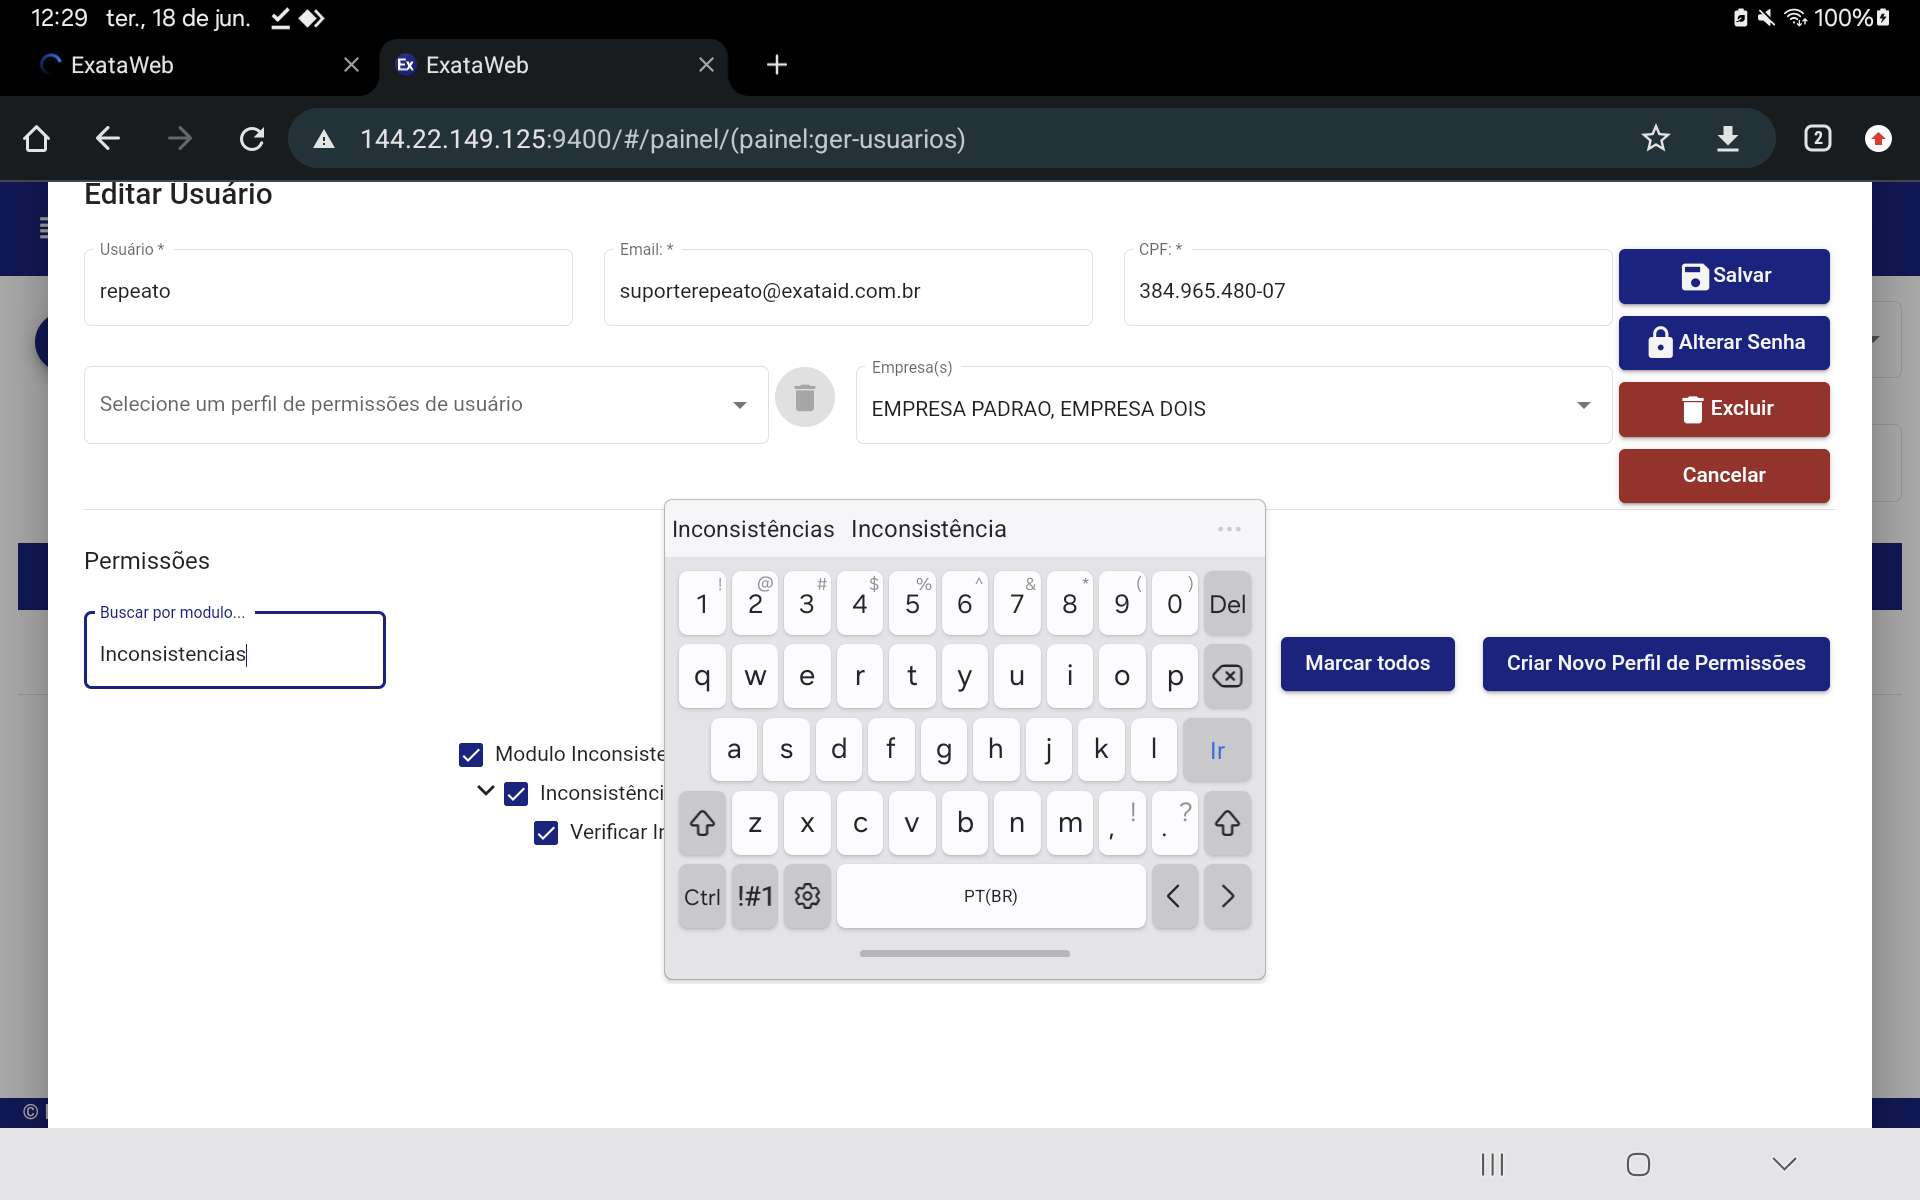 12:29 ter., 18 de jun. 100%
ExataWeb
Ex ExataWeb
144.22.149.125:9400/#/painel/(painel:ger-usuarios) 2
Editar Usuário
Usuário * Email: * CPF: *
repeato suporterepeato@exataid.com.br 384.965.480-07
Salvar
Alterar Senha
Empresa(s)
Selecione um perfil de permissões de usuário EMPRESA PADRAO, EMPRESA DOIS
Excluir
Cancelar
Inconsistências Inconsistência ...
Permissões
Buscar por modulo...
Inconsistencias
Marcar todos Criar Novo Perfil de Permissões
Modulo Inconsiste
Inconsistênci
Verificar
! @ # $ % ^ & * ( )
1 2 3 4 5 6 7 8 9 0 Del
q w e r t y u i o p
a s d f g h j k l Ir
z x c v b n m , ! . ?
Ctrl !#1 PT(BR) < >
©